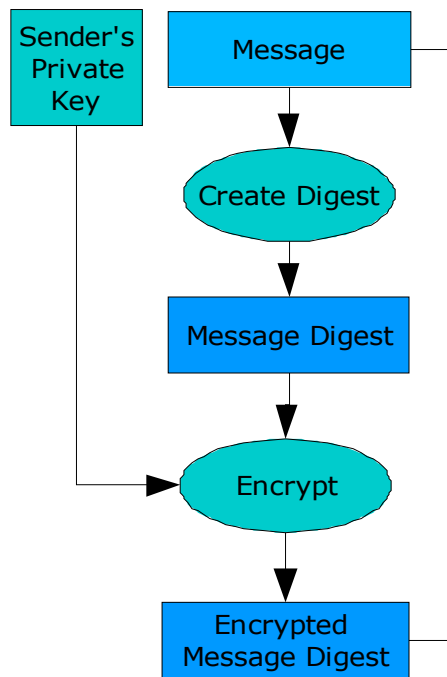 Sender's
Private
Key
Message
Create Digest
Message Digest
Encrypt
Encrypted
Message Digest